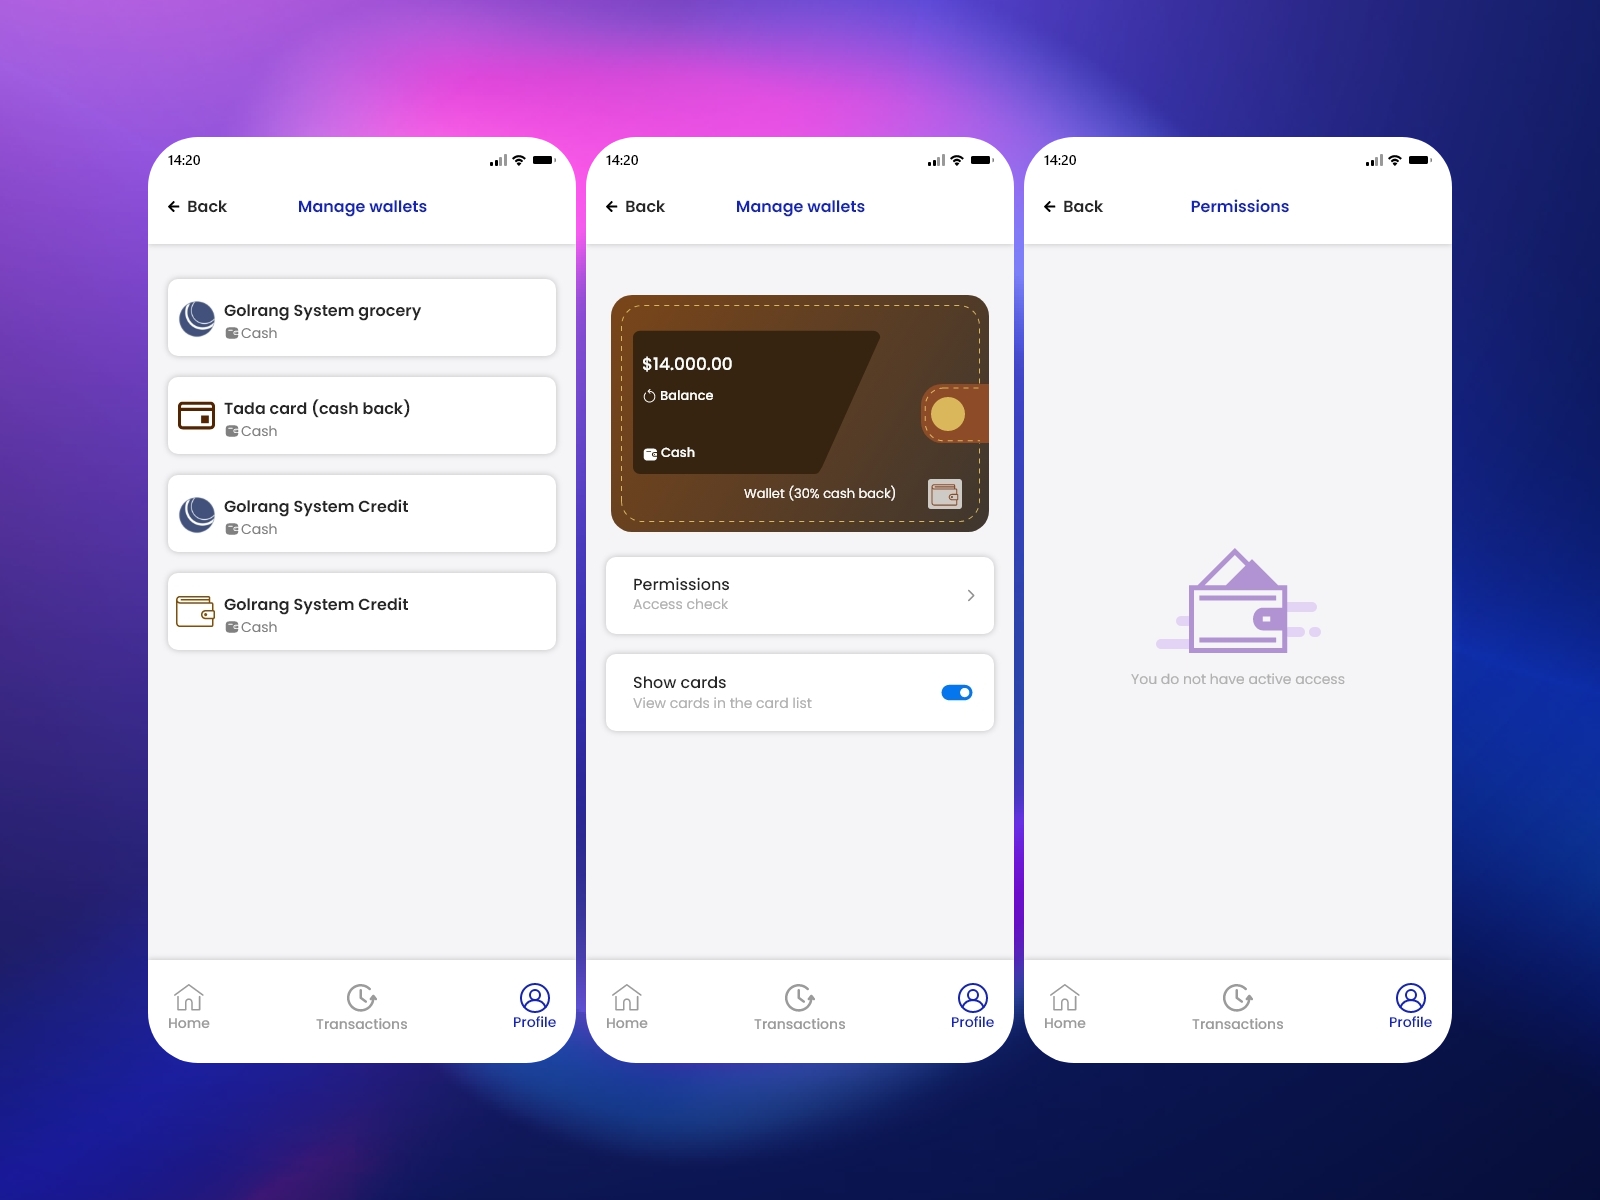 14:20
Back
Manage wallets
Golrang System grocery
Cash
Tada card (cash back)
Cash
Golrang System Credit
Cash
Golrang System Credit
Cash
Home
Transactions
Profile
14:20
Back
Manage wallets
$14.000.00
Balance
Cash
Wallet (30% cash back)
Permissions
Access check
Show cards
View cards in the card list
Home
Transactions
Profile
14:20
Back
Permissions
You do not have active access
Home
Transactions
Profile